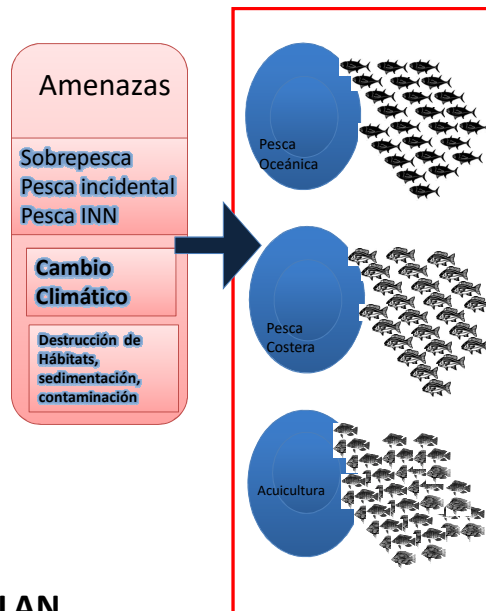 Amenazas
Sobrepesca
Pesca incidental
Pesca INN
Cambio
Climático
Destrucción de
Hábitats,
sedimentación,
contaminación
Pesca
Oceánica
Pesca
Costera
Acuicultura